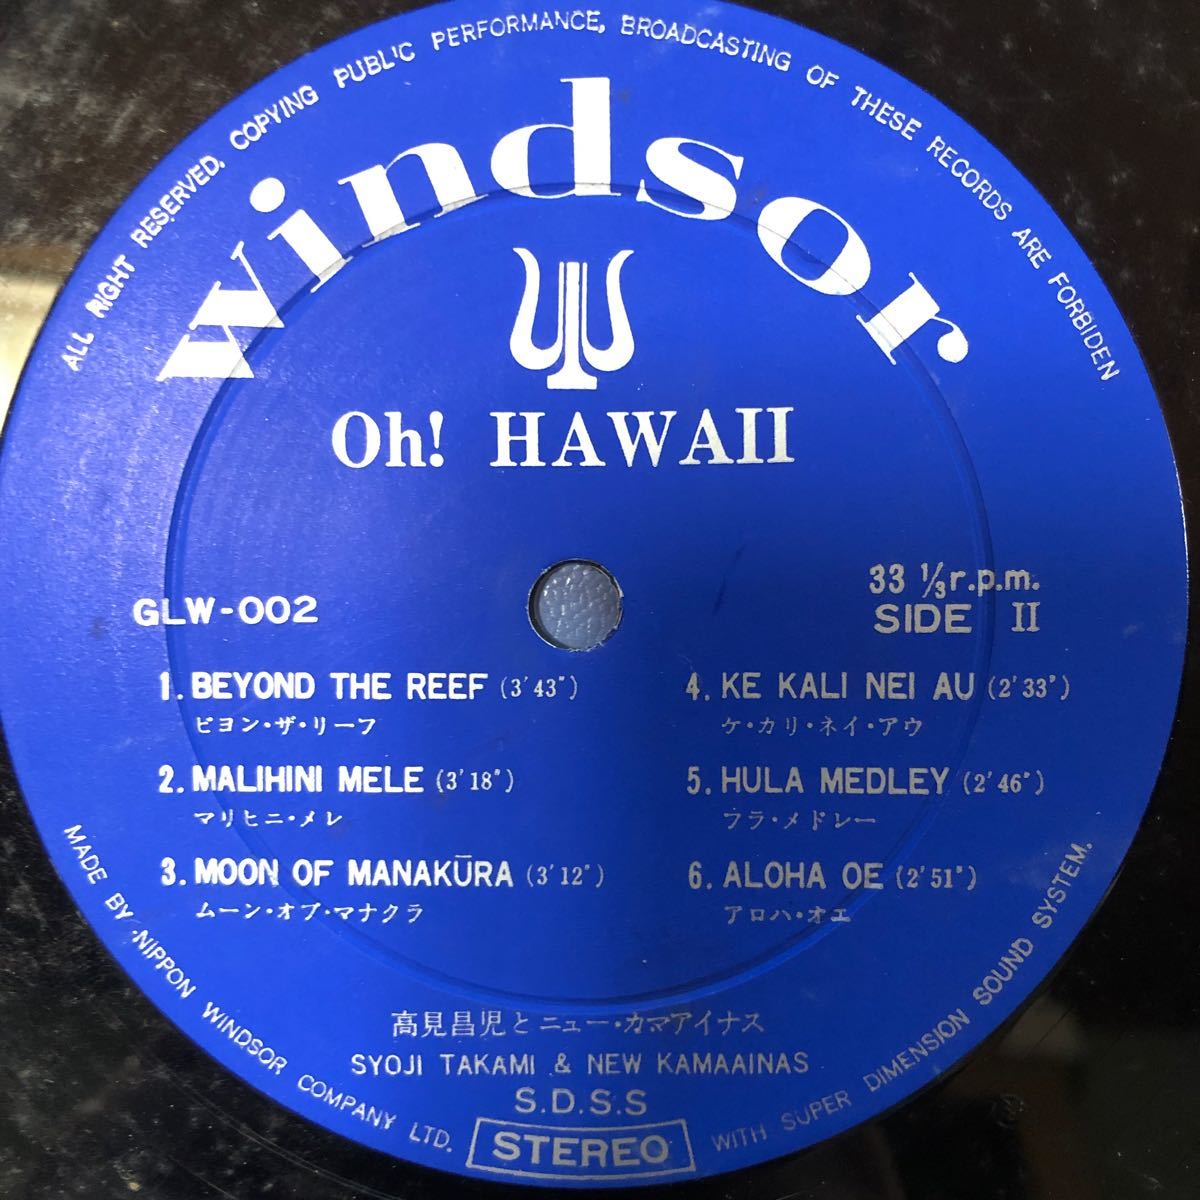 ALL RIGHT RESERVED, COPYING PUBLIC PERFORMANCE, BROADCASTING OF THESE RECORDS ARE FORBIDEN
Windsor
Oh! HAWAII
33 1/3 r.p.m.
GLW-002
SIDE II
1. BEYOND THE REEF (3'43")
ビヨン・ザ・リーフ
2. MALIHINI MELE (3'18")
マリヒニ・メレ
3. MOON OF MANAKŪRA (3'12")
ムーン・オブ・マナクラ
4. KE KALI NEI AU (2'33")
ケ・カリ・ネイ・アウ
5. HULA MEDLEY (2'46")
フラ・メドレー
6. ALOHA OE (2'51")
アロハ・オエ
高見昌児とニュー・カマアイナス
SYOJI TAKAMI & NEW KAMAAINAS
S.D.S.S
STEREO
MADE BY NIPPON WINDSOR COMPANY LTD.
WITH SUPER DIMENSION SOUND SYSTEM.